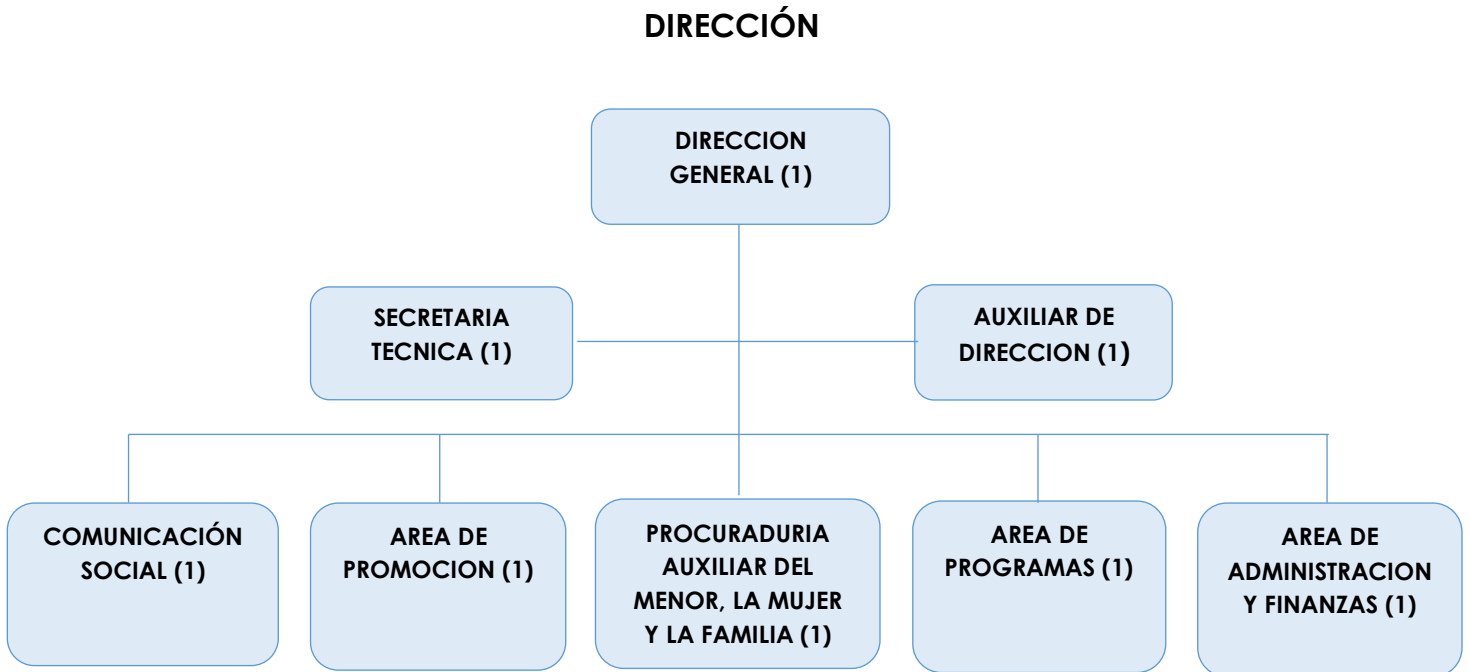 DIRECCIÓN
DIRECCION
GENERAL (1)
SECRETARIA
TECNICA (1)
AUXILIAR DE
DIRECCION (1)
COMUNICACIÓN
SOCIAL (1)
AREA DE
PROMOCION (1)
PROCURADURIA
AUXILIAR DEL
MENOR, LA MUJER
Y LA FAMILIA (1)
AREA DE
PROGRAMAS (1)
AREA DE
ADMINISTRACION
Y FINANZAS (1)